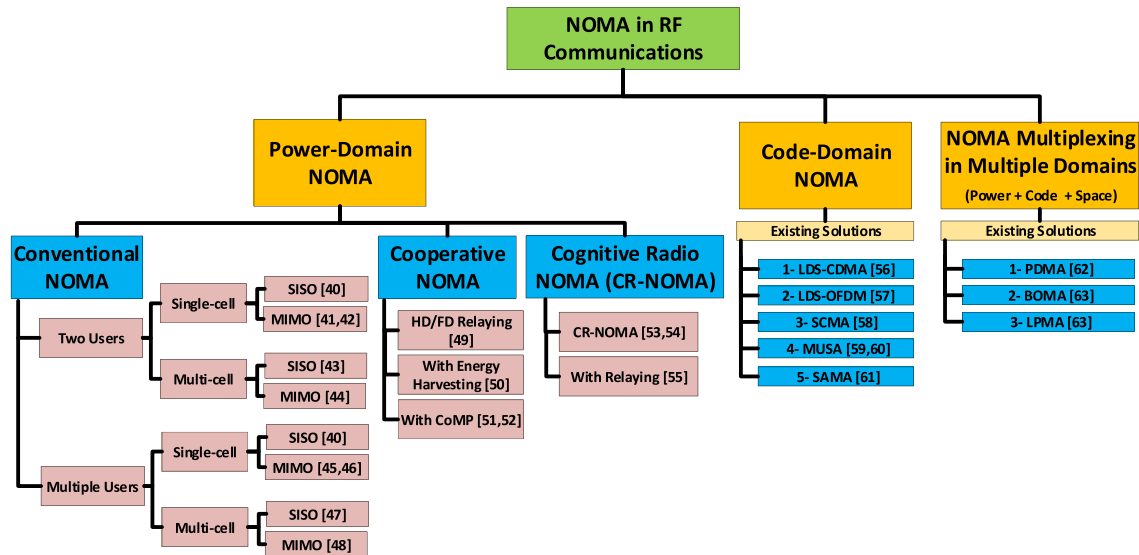 NOMA in RF
Communications
Power-Domain
NOMA
Code-Domain
NOMA
NOMA Multiplexing
in Multiple Domains
(Power + Code + Space)
Conventional
NOMA
Two Users
Single-cell
SISO [40]
MIMO [41,42]
Multi-cell
SISO [43]
MIMO [44]
Multiple Users
Single-cell
SISO [40]
MIMO [45,46]
Multi-cell
SISO [47]
MIMO [48]
Cooperative
NOMA
HD/FD Relaying
[49]
With Energy
Harvesting [50]
With CoMP [51,52]
Cognitive Radio
NOMA (CR-NOMA)
CR-NOMA [53,54]
With Relaying [55]
Existing Solutions
1- LDS-CDMA [56]
2- LDS-OFDM [57]
3- SCMA [58]
4- MUSA [59,60]
5- SAMA [61]
Existing Solutions
1- PDMA [62]
2- BOMA [63]
3- LPMA [63]